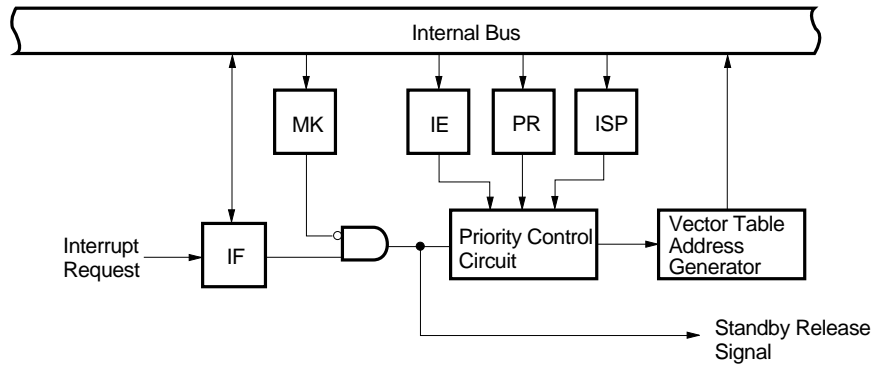 Internal Bus
MK
IE
PR
ISP
Interrupt
Request
IF
Priority Control
Circuit
Vector Table
Address
Generator
Standby Release
Signal